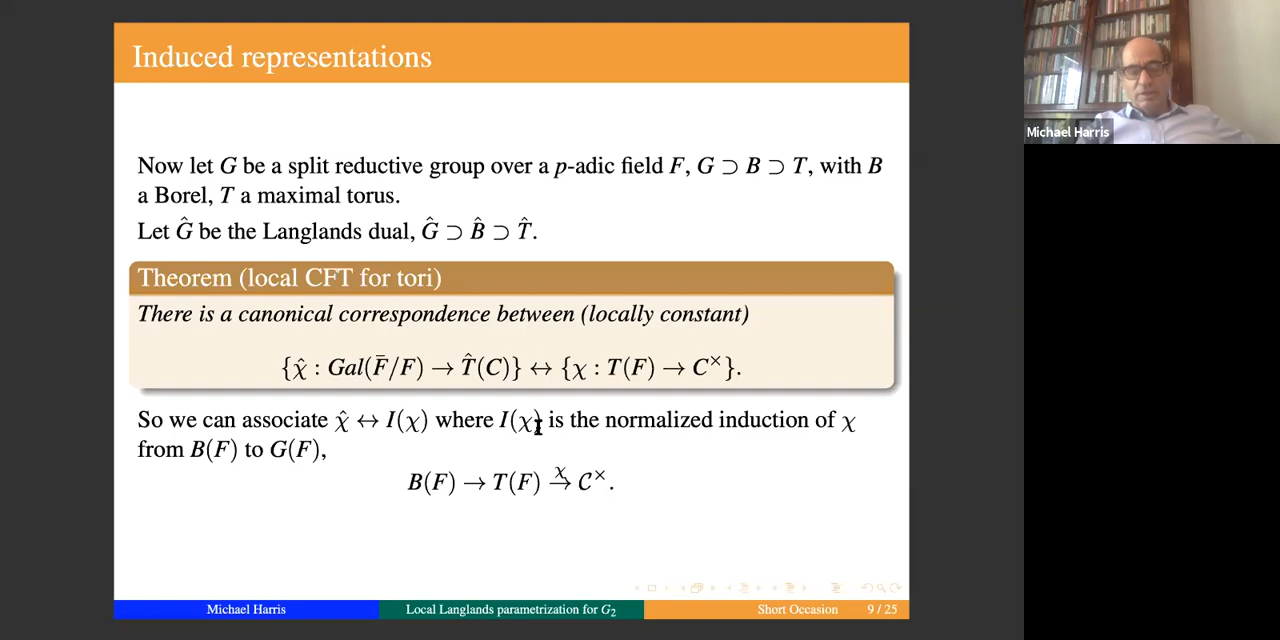 Induced representations
Michael Harris
Now let G be a split reductive group over a p-adic field F, G ⊃ B ⊃ T, with B
a Borel, T a maximal torus.
Let Ĝ be the Langlands dual, Ĝ ⊃ B̂ ⊃ T̂.
Theorem (local CFT for tori)
There is a canonical correspondence between (locally constant)
{χ̂ : Gal(F̄/F) → T̂(C)} ↔ {χ : T(F) → C×}.
So we can associate χ̂ ↔ I(χ) where I(χ) is the normalized induction of χ
from B(F) to G(F),
B(F) → T(F) →^χ 𝒞×.
Michael Harris
Local Langlands parametrization for G₂
Short Occasion
9 / 25